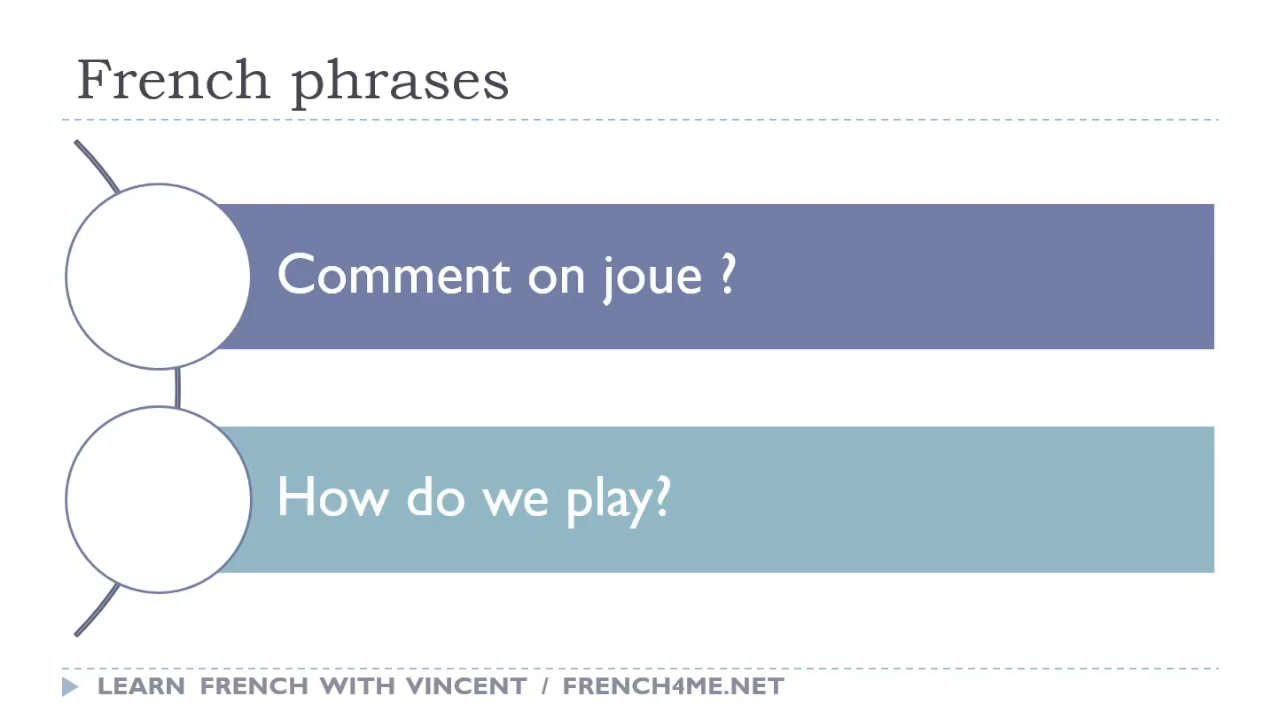 French phrases
Comment on joue ?
How do we play?
LEARN FRENCH WITH VINCENT / FRENCH4ME.NET